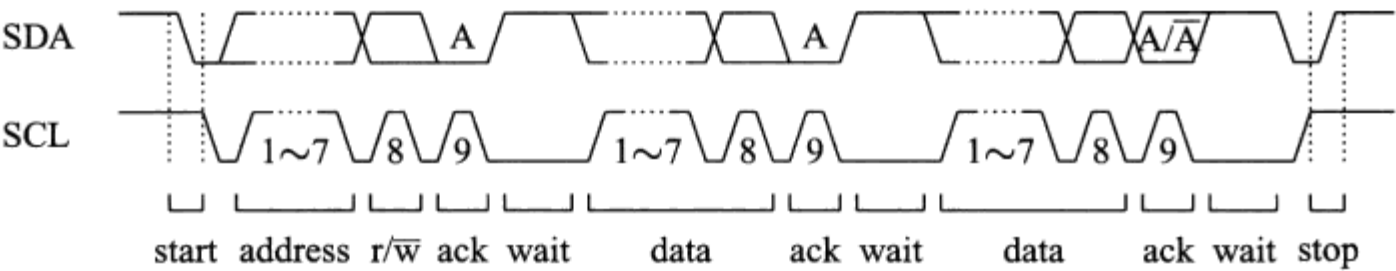 SDA A A A/A̅
SCL 1~7 8 9 1~7 8 9 1~7 8 9
start address r/w̅ ack wait data ack wait data ack wait stop